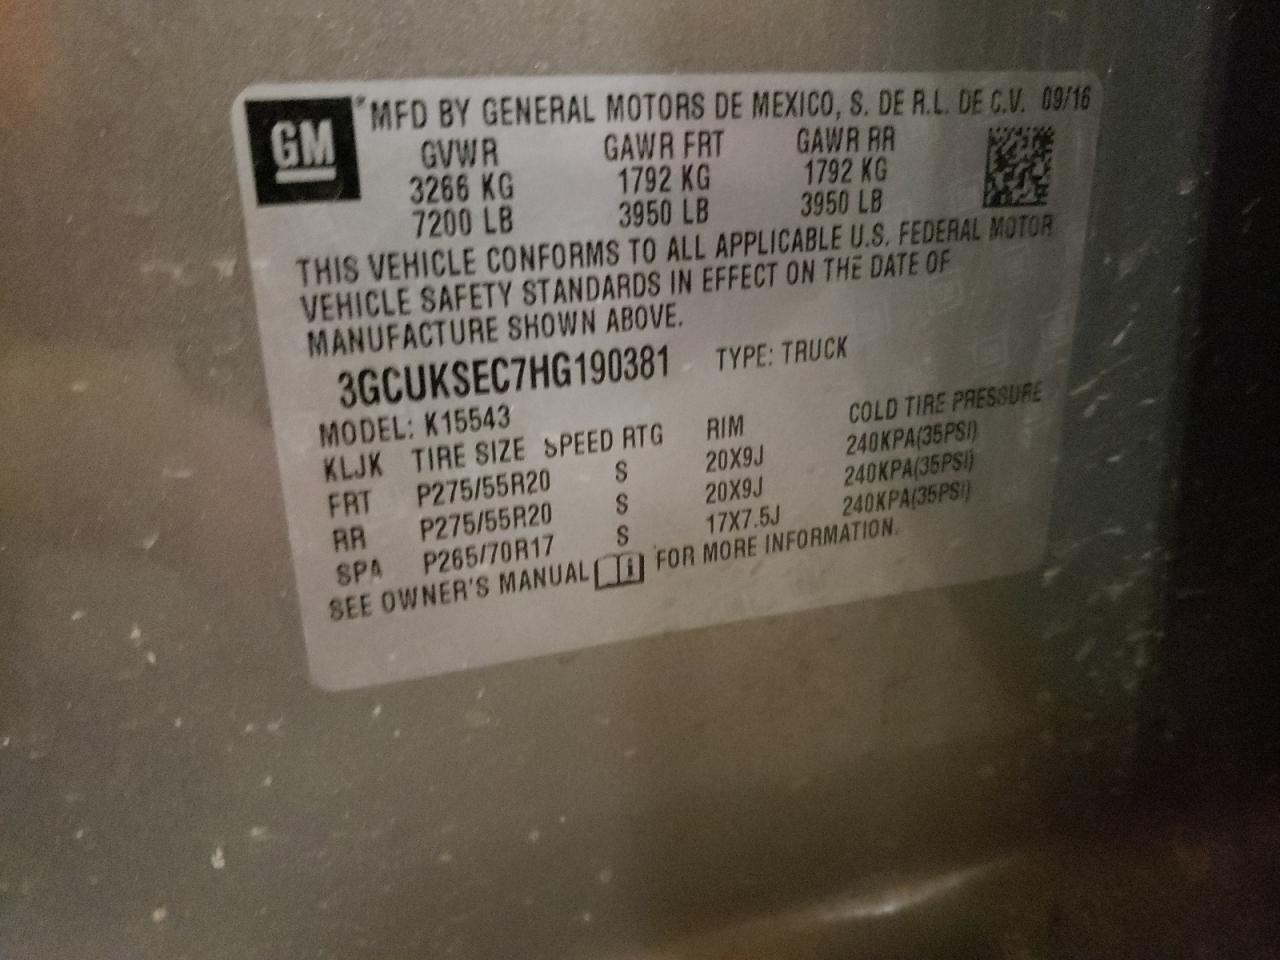 GM
MFD BY GENERAL MOTORS DE MEXICO, S. DE R.L. DE C.V. 09/16
GVWR GAWR FRT GAWR RR
3266 KG 1792 KG 1792 KG
7200 LB 3950 LB 3950 LB
THIS VEHICLE CONFORMS TO ALL APPLICABLE U.S. FEDERAL MOTOR
VEHICLE SAFETY STANDARDS IN EFFECT ON THE DATE OF
MANUFACTURE SHOWN ABOVE.
3GCUKSEC7HG190381 TYPE: TRUCK
MODEL: K15543
KLJK TIRE SIZE SPEED RTG RIM COLD TIRE PRESSURE
FRT P275/55R20 S 20X9J 240KPA(35PSI)
RR P275/55R20 S 20X9J 240KPA(35PSI)
SPA P265/70R17 S 17X7.5J 240KPA(35PSI)
SEE OWNER'S MANUAL i FOR MORE INFORMATION.